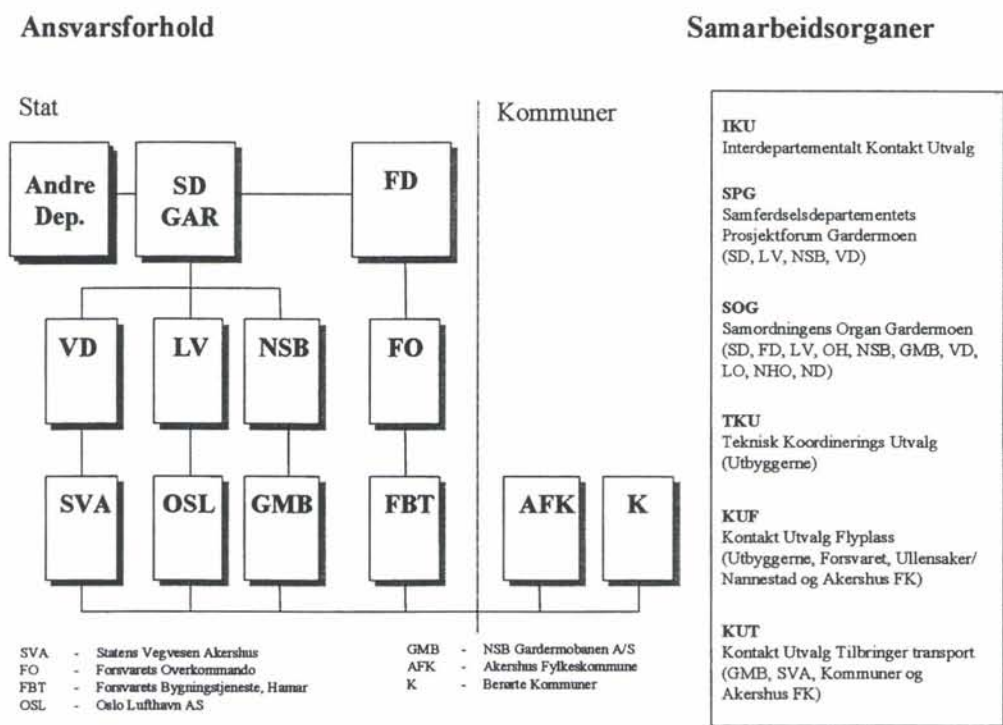 Ansvarsforhold
Samarbeidsorganer
Stat
Kommuner
Andre
Dep.
SD
GAR
FD
VD
LV
NSB
FO
SVA
OSL
GMB
FBT
AFK
K
SVA - Statens Vegvesen Akershus
FO - Forsvarets Overkommando
FBT - Forsvarets Bygningstjeneste, Hamar
OSL - Oslo Lufthavn AS
GMB - NSB Gardermobanen A/S
AFK - Akershus Fylkeskommune
K - Berørte Kommuner
IKU
Interdepartementalt Kontakt Utvalg
SPG
Samferdselsdepartementets
Prosjektforum Gardermoen
(SD, LV, NSB, VD)
SOG
Samordningens Organ Gardermoen
(SD, FD, LV, OH, NSB, GMB, VD,
LO, NHO, ND)
TKU
Teknisk Koordinerings Utvalg
(Utbyggerne)
KUF
Kontakt Utvalg Flyplass
(Utbyggerne, Forsvaret, Ullensaker/
Nannestad og Akershus FK)
KUT
Kontakt Utvalg Tilbringer transport
(GMB, SVA, Kommuner og
Akershus FK)